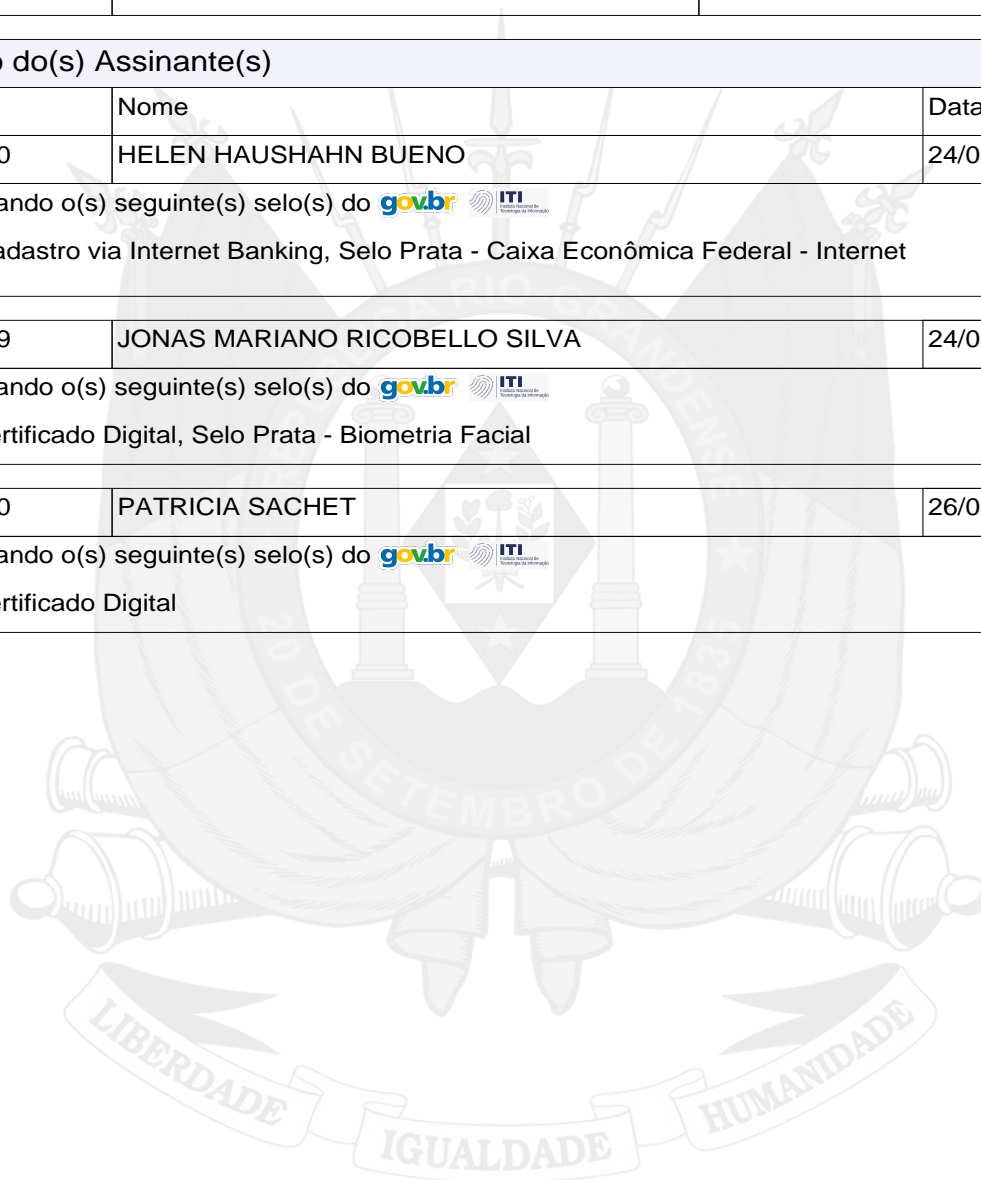 o do(s) Assinante(s)
Nome Data
0 HELEN HAUSHAHN BUENO 24/0
ando o(s) seguinte(s) selo(s) do gov.br ITI
adastro via Internet Banking, Selo Prata - Caixa Econômica Federal - Internet
9 JONAS MARIANO RICOBELLO SILVA 24/0
ando o(s) seguinte(s) selo(s) do gov.br ITI
ertificado Digital, Selo Prata - Biometria Facial
0 PATRICIA SACHET 26/0
ando o(s) seguinte(s) selo(s) do gov.br ITI
ertificado Digital
REPUBLICA RIO GRANDENSE
20 DE SETEMBRO DE 1835
LIBERDADE IGUALDADE HUMANIDADE